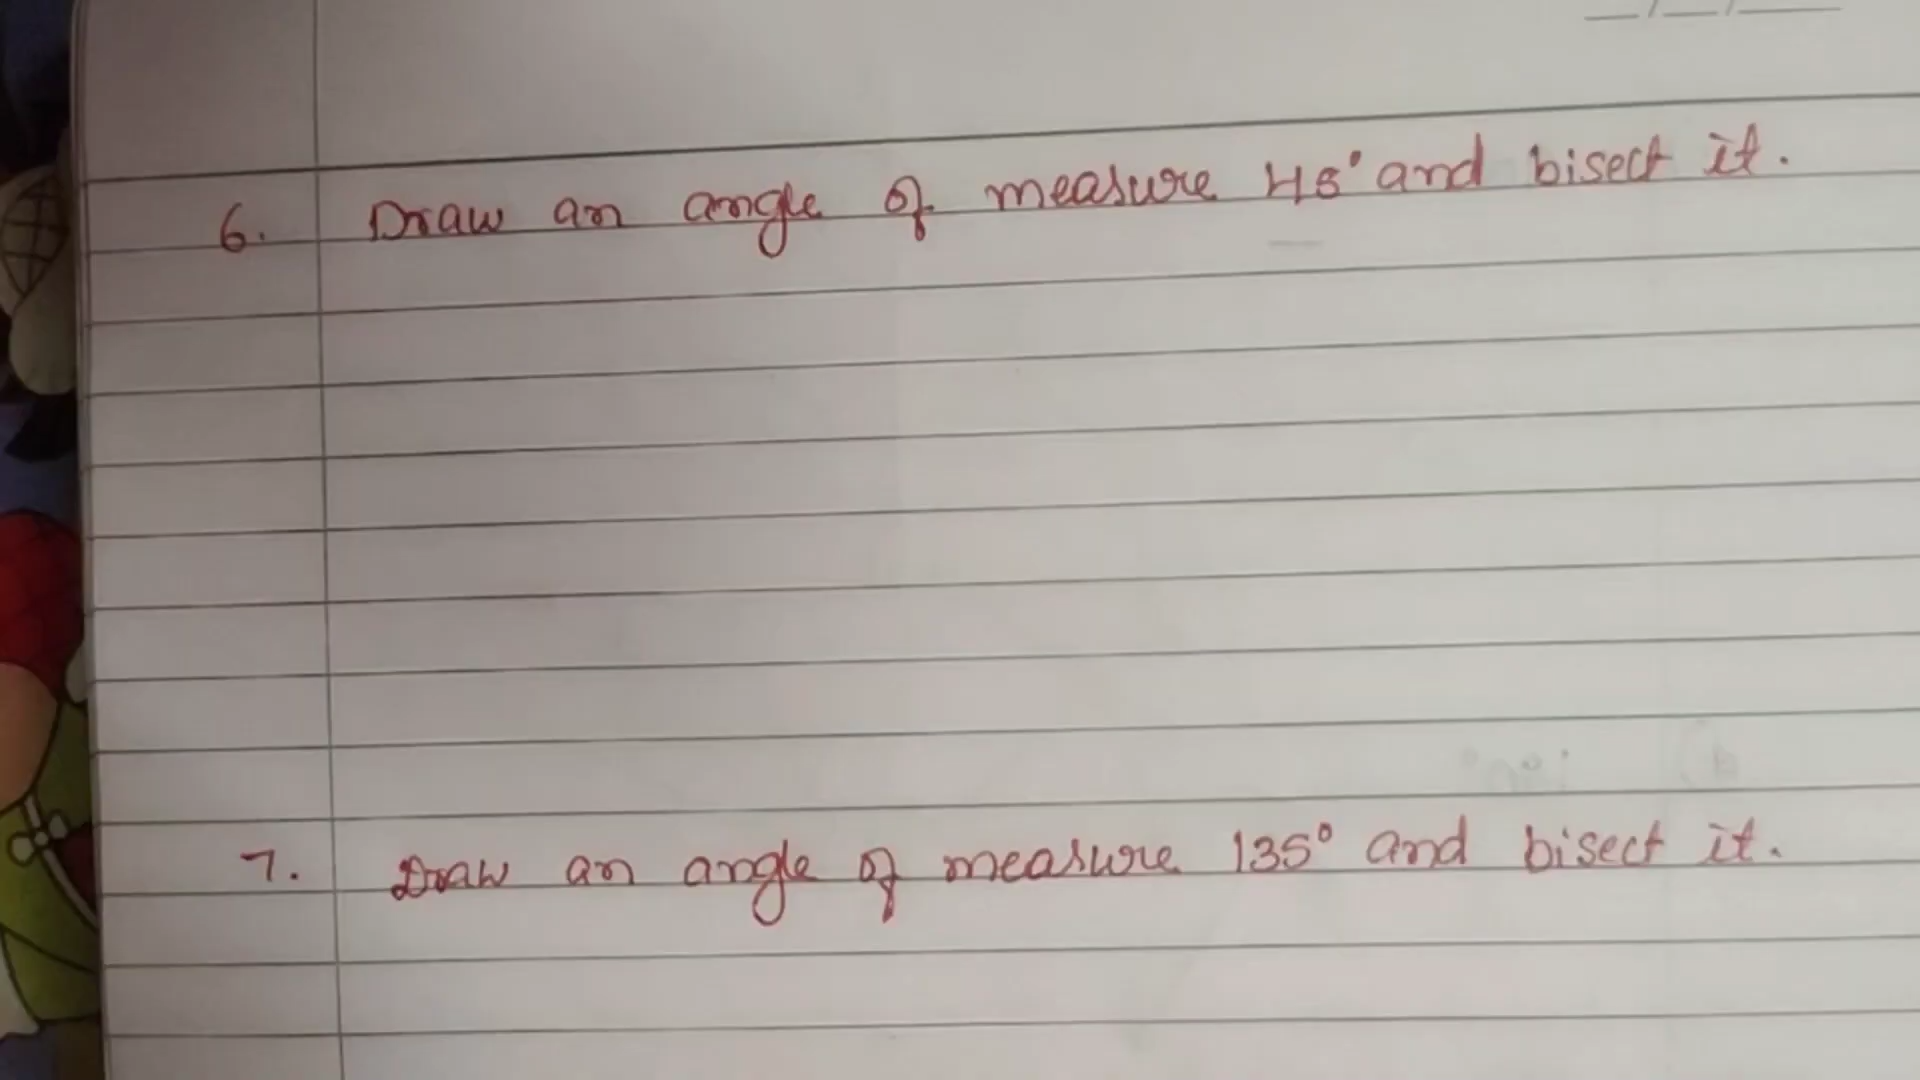 6. Draw an angle of measure 45° and bisect it.
7. Draw an angle of measure 135° and bisect it.